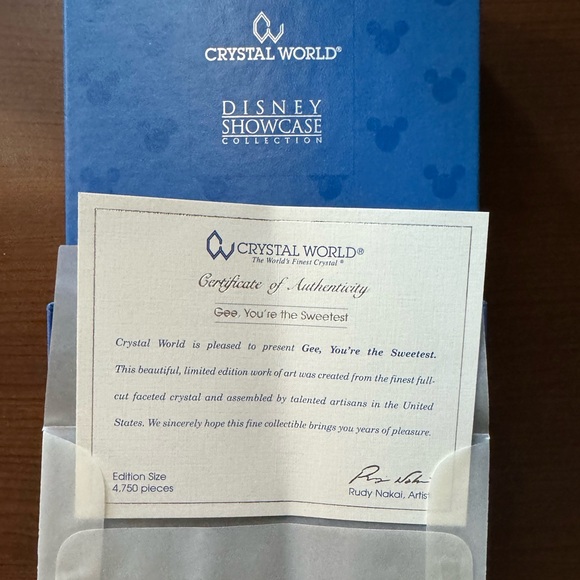 CRYSTAL WORLD®
DISNEY
SHOWCASE
COLLECTION
CRYSTAL WORLD®
The World's Finest Crystal®
Certificate of Authenticity
Gee, You're the Sweetest
Crystal World is pleased to present Gee, You're the Sweetest.
This beautiful, limited edition work of art was created from the finest full-
cut faceted crystal and assembled by talented artisans in the United
States. We sincerely hope this fine collectible brings you years of pleasure.
Edition Size
4,750 pieces
Rudy Nakai, Artist